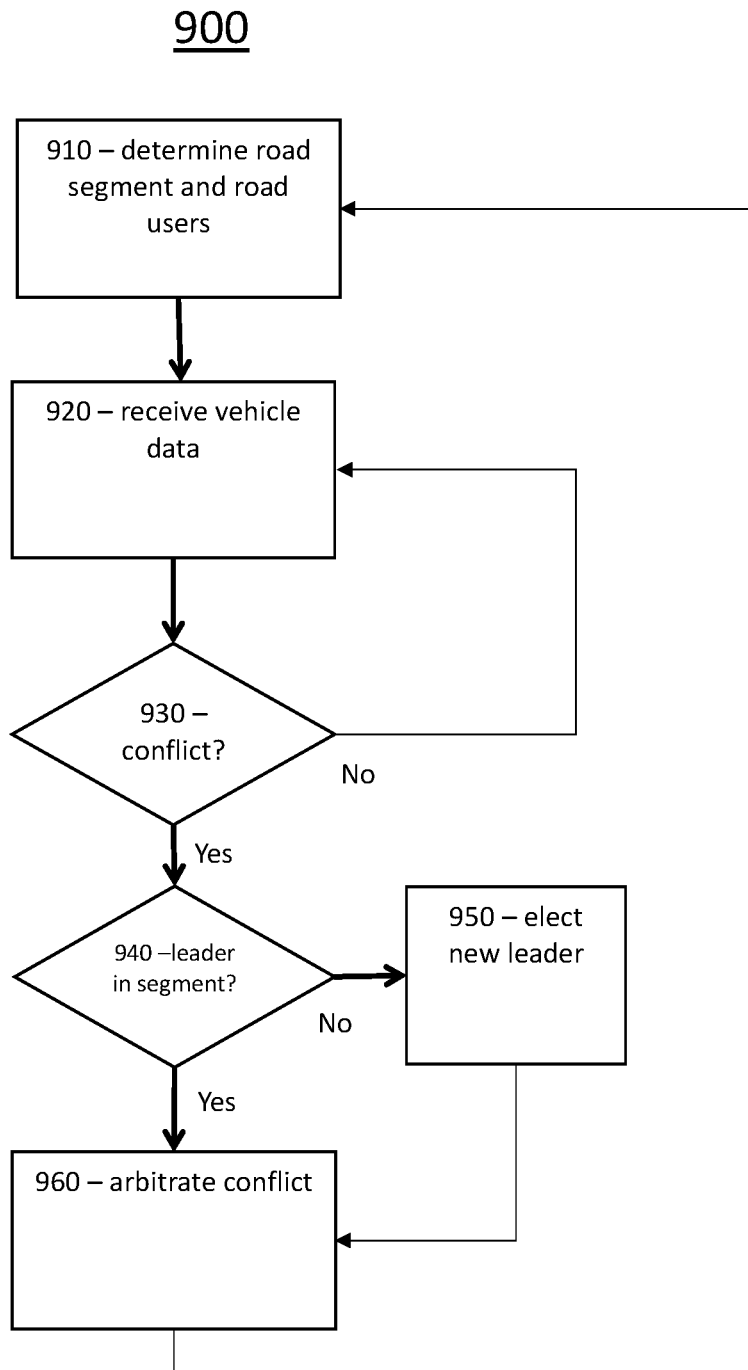 900
910 – determine road
segment and road
users
920 – receive vehicle
data
930 –
conflict?
No
Yes
940 –leader
in segment?
No
950 – elect
new leader
Yes
960 – arbitrate conflict